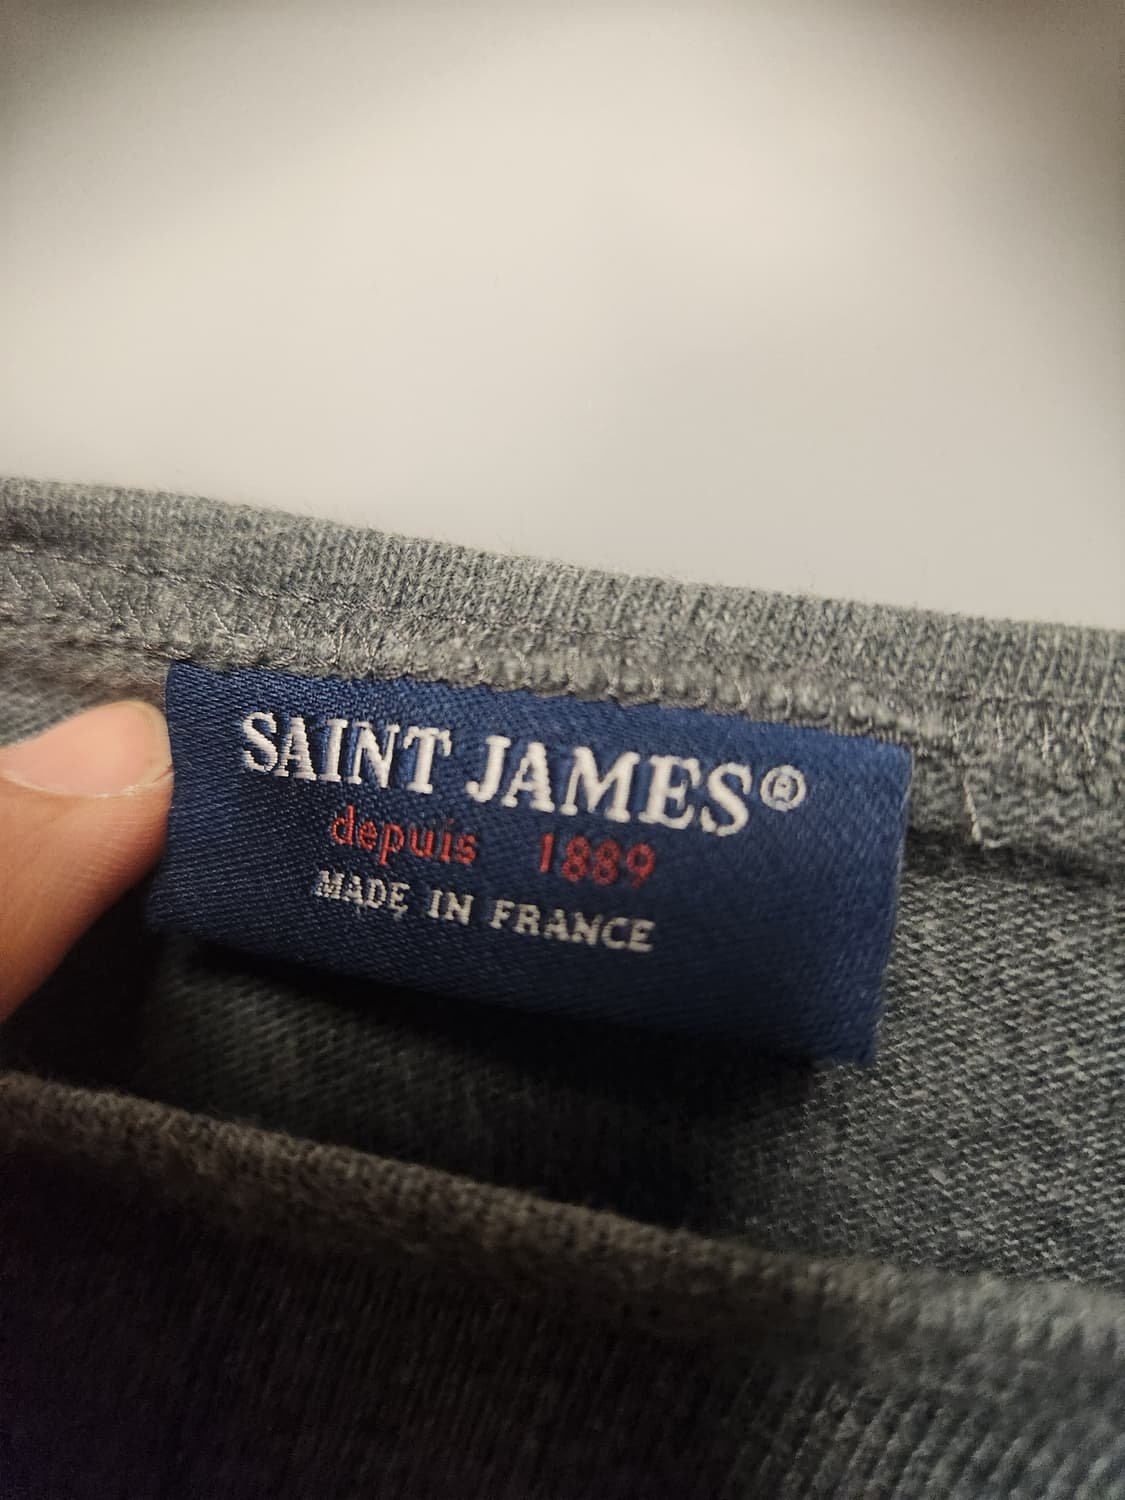 SAINT JAMES®
depuis 1889
MADE IN FRANCE